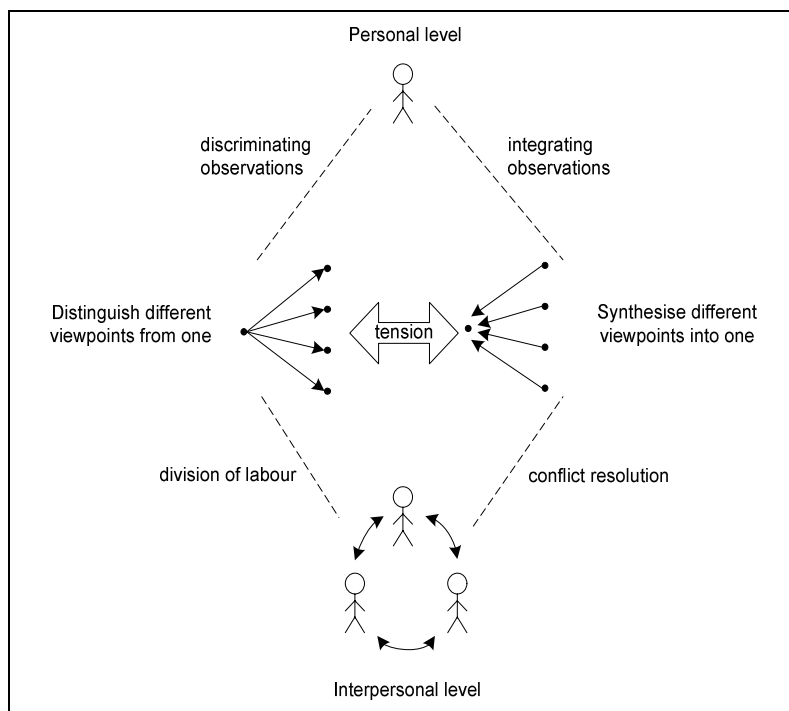 Personal level
discriminating
observations
integrating
observations
Distinguish different
viewpoints from one
tension
Synthesise different
viewpoints into one
division of labour
conflict resolution
Interpersonal level